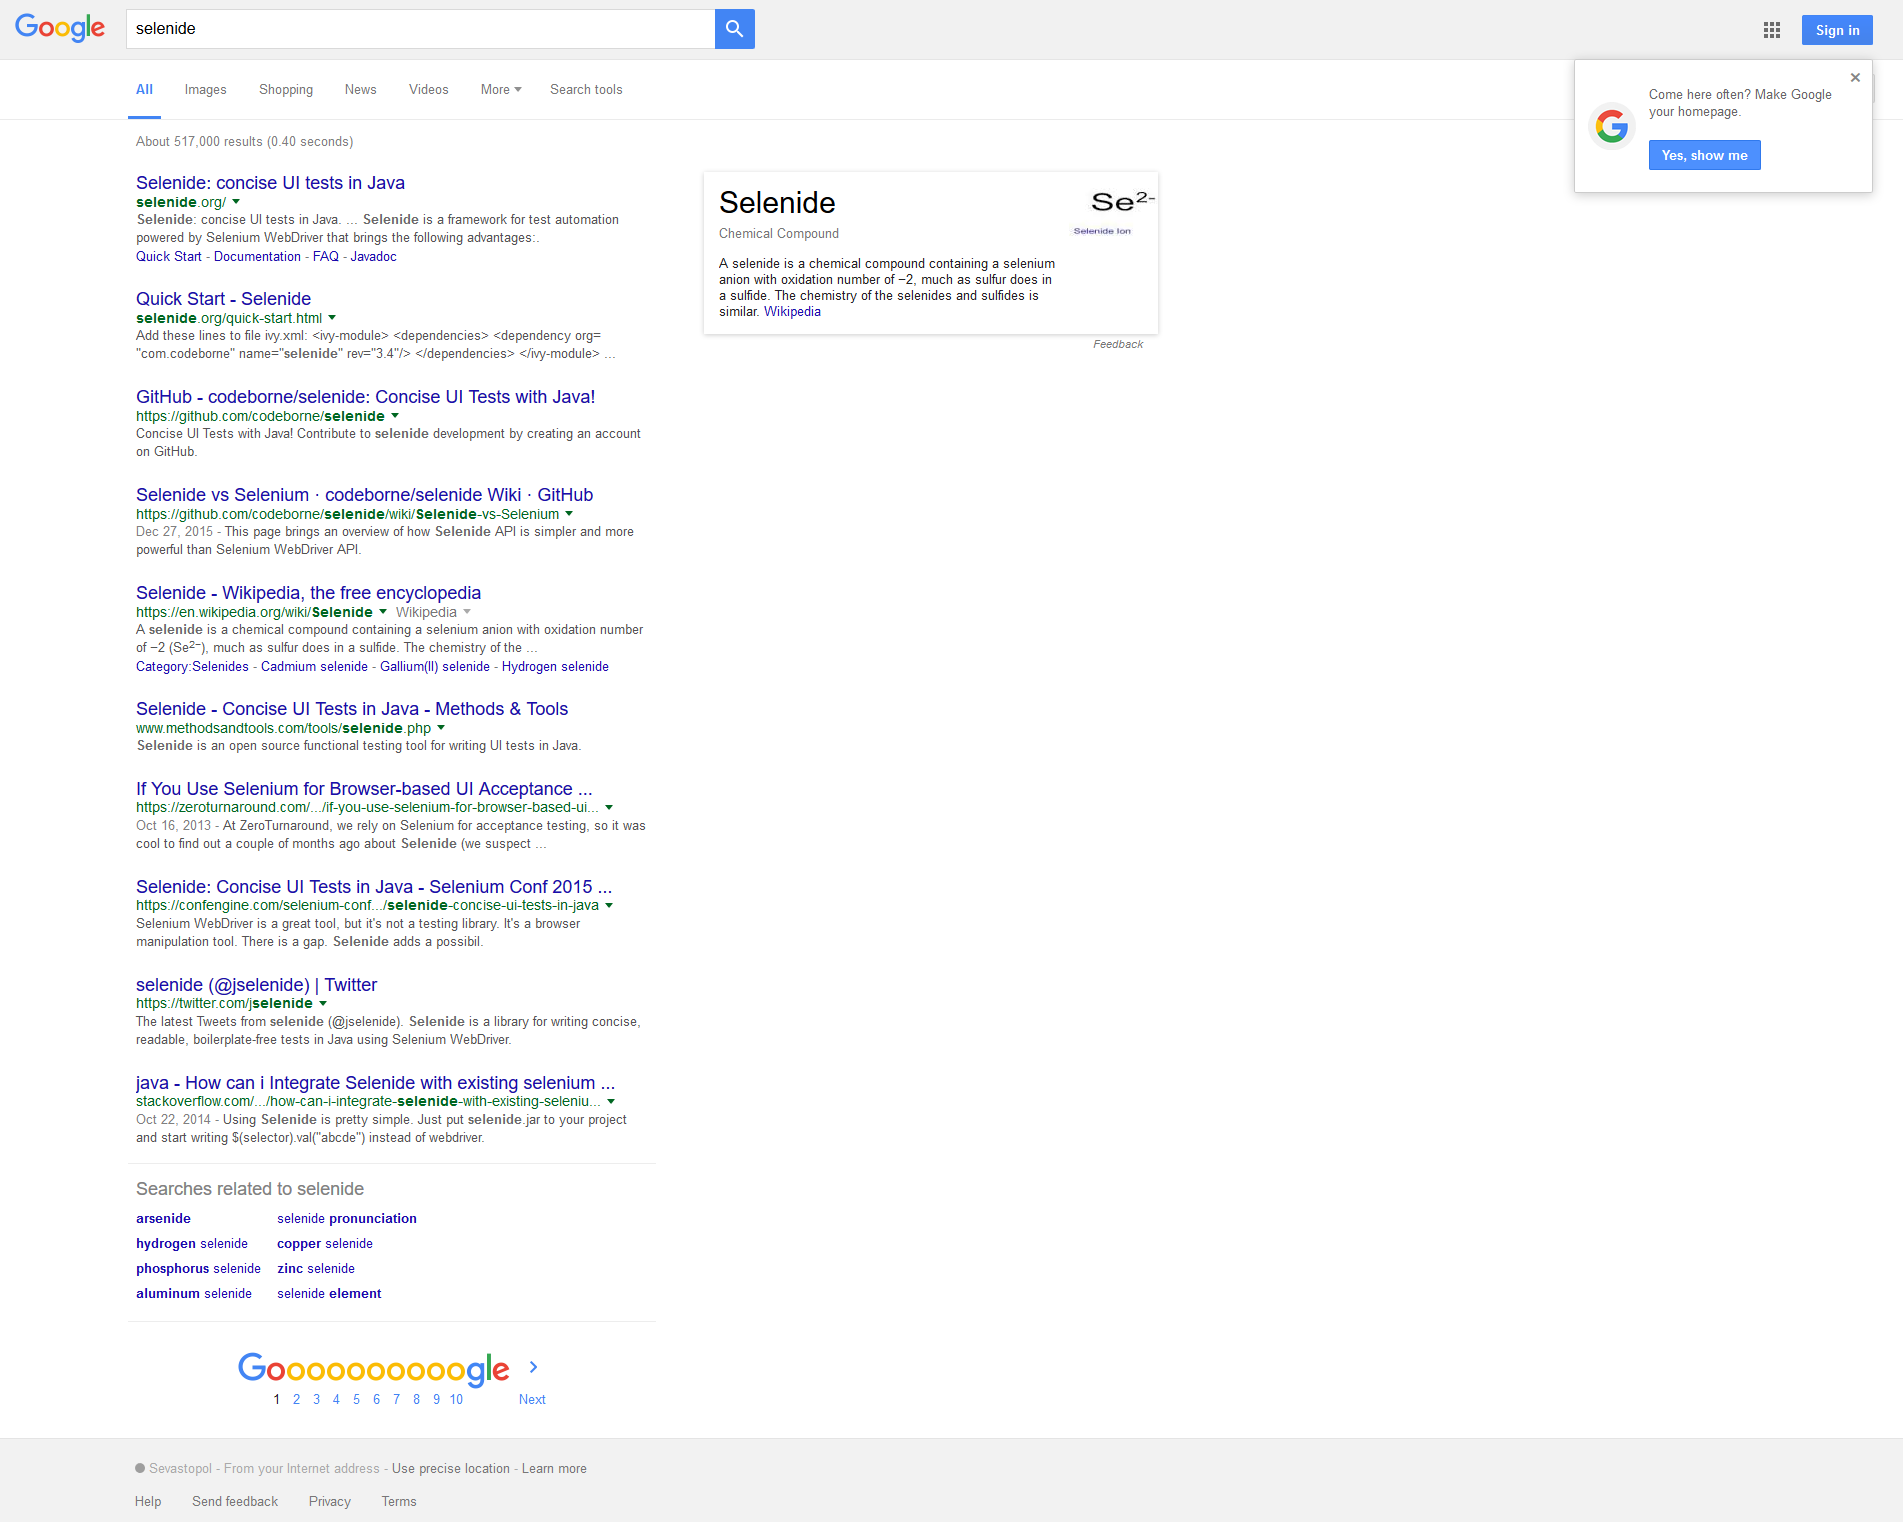 Google
selenide
Sign in
All Images Shopping News Videos More Search tools
Come here often? Make Google
your homepage.
Yes, show me
About 517,000 results (0.40 seconds)
Selenide: concise UI tests in Java
selenide.org/
Selenide: concise UI tests in Java. ... Selenide is a framework for test automation
powered by Selenium WebDriver that brings the following advantages:.
Quick Start - Documentation - FAQ - Javadoc
Quick Start - Selenide
selenide.org/quick-start.html
Add these lines to file ivy.xml: <ivy-module> <dependencies> <dependency org=
"com.codeborne" name="selenide" rev="3.4"/> </dependencies> </ivy-module> ...
GitHub - codeborne/selenide: Concise UI Tests with Java!
https://github.com/codeborne/selenide
Concise UI Tests with Java! Contribute to selenide development by creating an account
on GitHub.
Selenide vs Selenium · codeborne/selenide Wiki · GitHub
https://github.com/codeborne/selenide/wiki/Selenide-vs-Selenium
Dec 27, 2015 - This page brings an overview of how Selenide API is simpler and more
powerful than Selenium WebDriver API.
Selenide - Wikipedia, the free encyclopedia
https://en.wikipedia.org/wiki/Selenide Wikipedia
A selenide is a chemical compound containing a selenium anion with oxidation number
of −2 (Se²⁻), much as sulfur does in a sulfide. The chemistry of the ...
Category:Selenides - Cadmium selenide - Gallium(II) selenide - Hydrogen selenide
Selenide - Concise UI Tests in Java - Methods & Tools
www.methodsandtools.com/tools/selenide.php
Selenide is an open source functional testing tool for writing UI tests in Java.
If You Use Selenium for Browser-based UI Acceptance ...
https://zeroturnaround.com/.../if-you-use-selenium-for-browser-based-ui...
Oct 16, 2013 - At ZeroTurnaround, we rely on Selenium for acceptance testing, so it was
cool to find out a couple of months ago about Selenide (we suspect ...
Selenide: Concise UI Tests in Java - Selenium Conf 2015 ...
https://confengine.com/selenium-conf.../selenide-concise-ui-tests-in-java
Selenium WebDriver is a great tool, but it's not a testing library. It's a browser
manipulation tool. There is a gap. Selenide adds a possibil.
selenide (@jselenide) | Twitter
https://twitter.com/jselenide
The latest Tweets from selenide (@jselenide). Selenide is a library for writing concise,
readable, boilerplate-free tests in Java using Selenium WebDriver.
java - How can i Integrate Selenide with existing selenium ...
stackoverflow.com/.../how-can-i-integrate-selenide-with-existing-seleniu...
Oct 22, 2014 - Using Selenide is pretty simple. Just put selenide.jar to your project
and start writing $(selector).val("abcde") instead of webdriver.
Selenide
Chemical Compound
Se²⁻
Selenide Ion
A selenide is a chemical compound containing a selenium
anion with oxidation number of −2, much as sulfur does in
a sulfide. The chemistry of the selenides and sulfides is
similar. Wikipedia
Feedback
Searches related to selenide
arsenide selenide pronunciation
hydrogen selenide copper selenide
phosphorus selenide zinc selenide
aluminum selenide selenide element
Goooooooooogle
1 2 3 4 5 6 7 8 9 10 Next
Sevastopol - From your Internet address - Use precise location - Learn more
Help Send feedback Privacy Terms